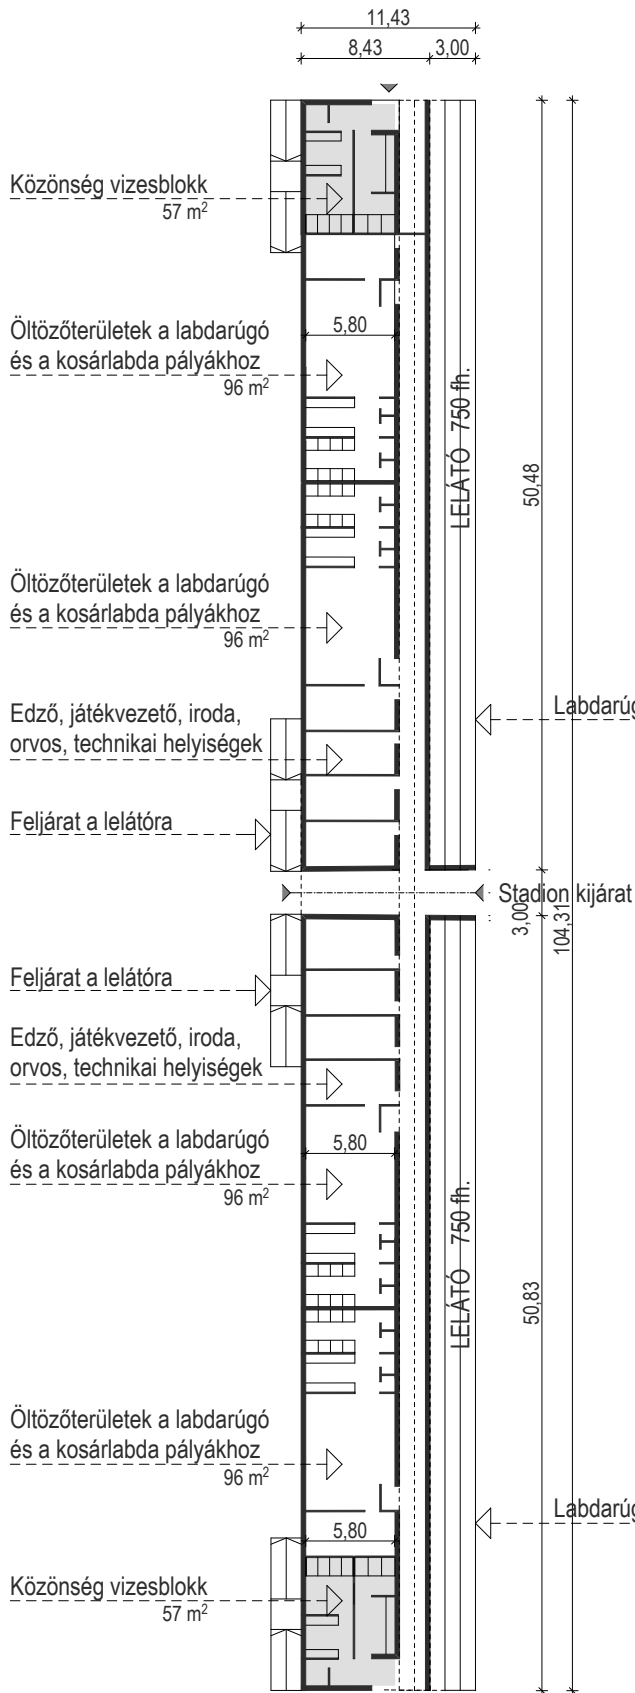 11,43
8,43
3,00
Közönség vizesblokk
57 m²
Öltözőterületek a labdarúgó
és a kosárlabda pályákhoz
96 m²
5,80
LELÁTÓ 750 fh.
50,48
Öltözőterületek a labdarúgó
és a kosárlabda pályákhoz
96 m²
Edző, játékvezető, iroda,
orvos, technikai helyiségek
Labdarúg
Feljárat a lelátóra
Stadion kijárat
3,00
104,31
Feljárat a lelátóra
Edző, játékvezető, iroda,
orvos, technikai helyiségek
Öltözőterületek a labdarúgó
és a kosárlabda pályákhoz
96 m²
5,80
LELÁTÓ 750 fh.
50,83
Öltözőterületek a labdarúgó
és a kosárlabda pályákhoz
96 m²
Labdarúg
5,80
Közönség vizesblokk
57 m²